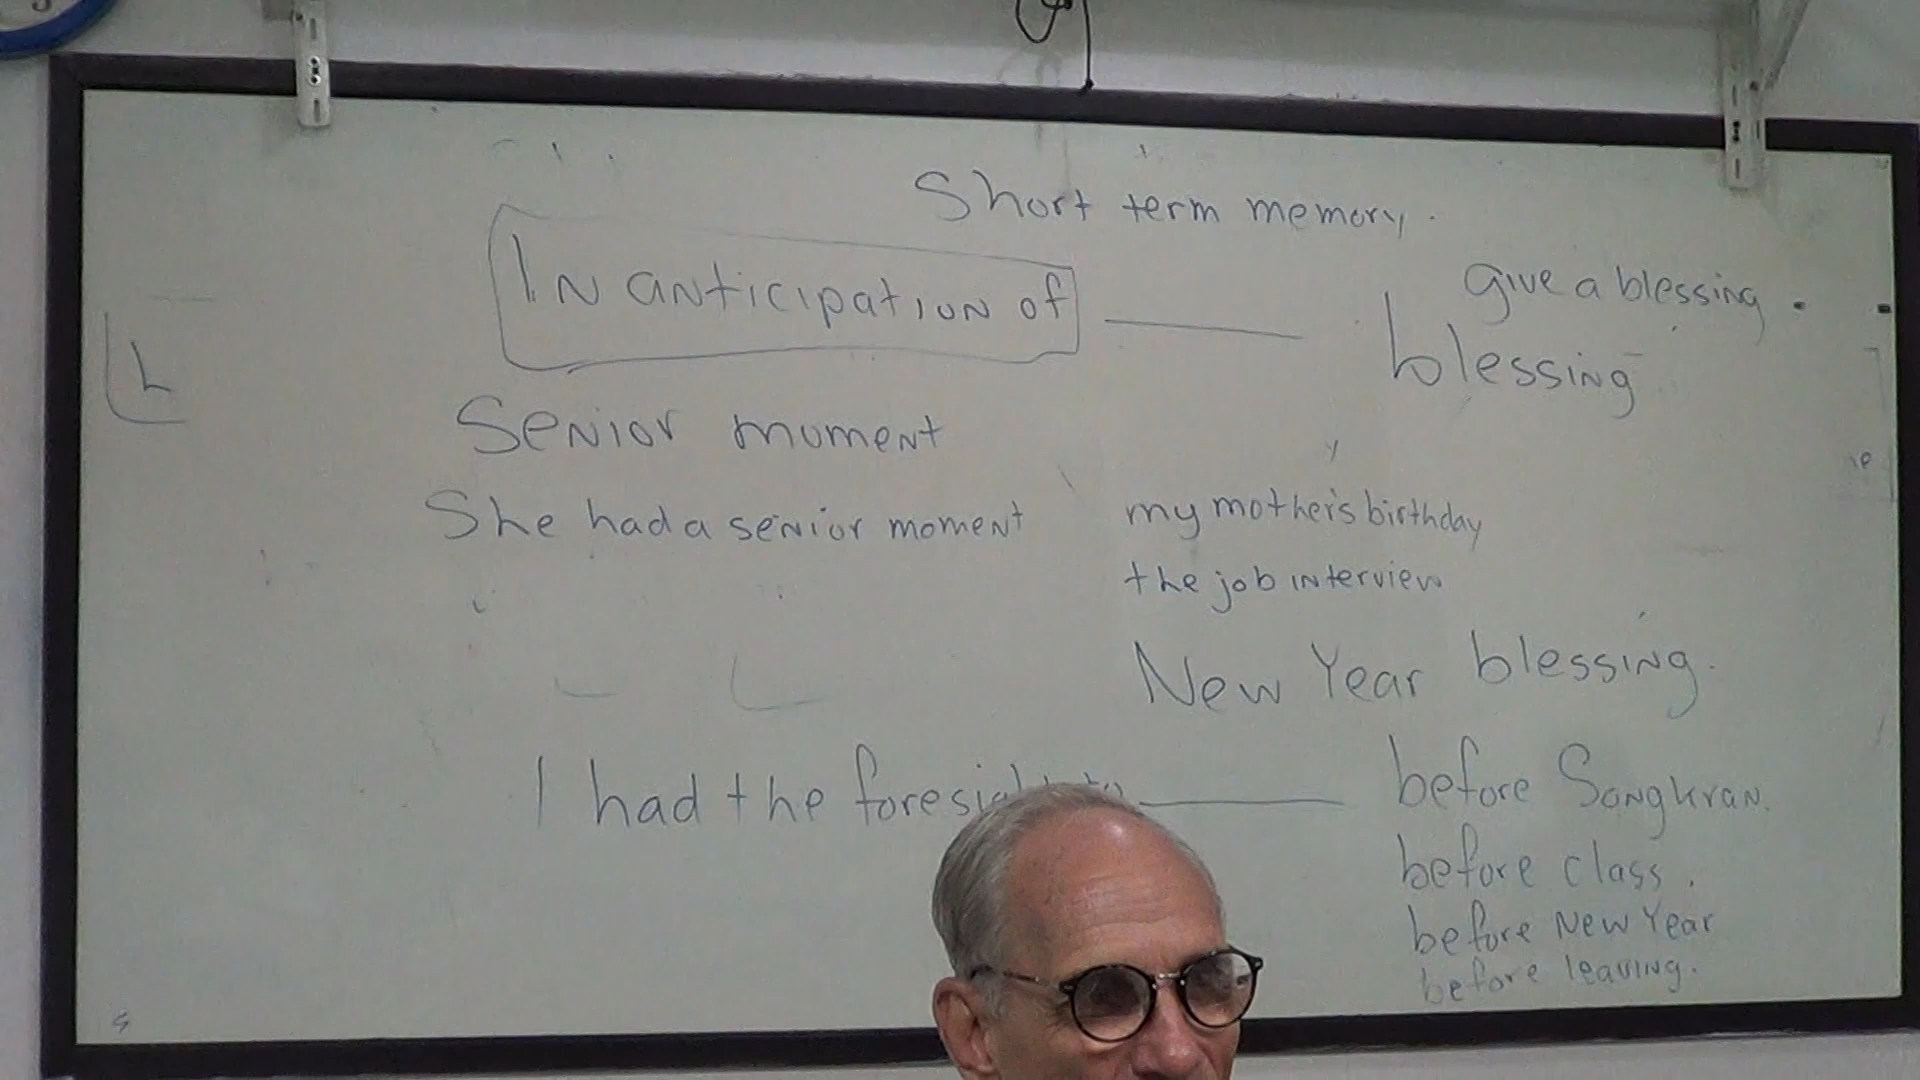 Short term memory.
In anticipation of
give a blessing.
blessing
Senior moment
She had a senior moment
my mother's birthday
the job interview
New Year blessing.
I had the
before Songkran.
before class.
before New Year
before leaving.